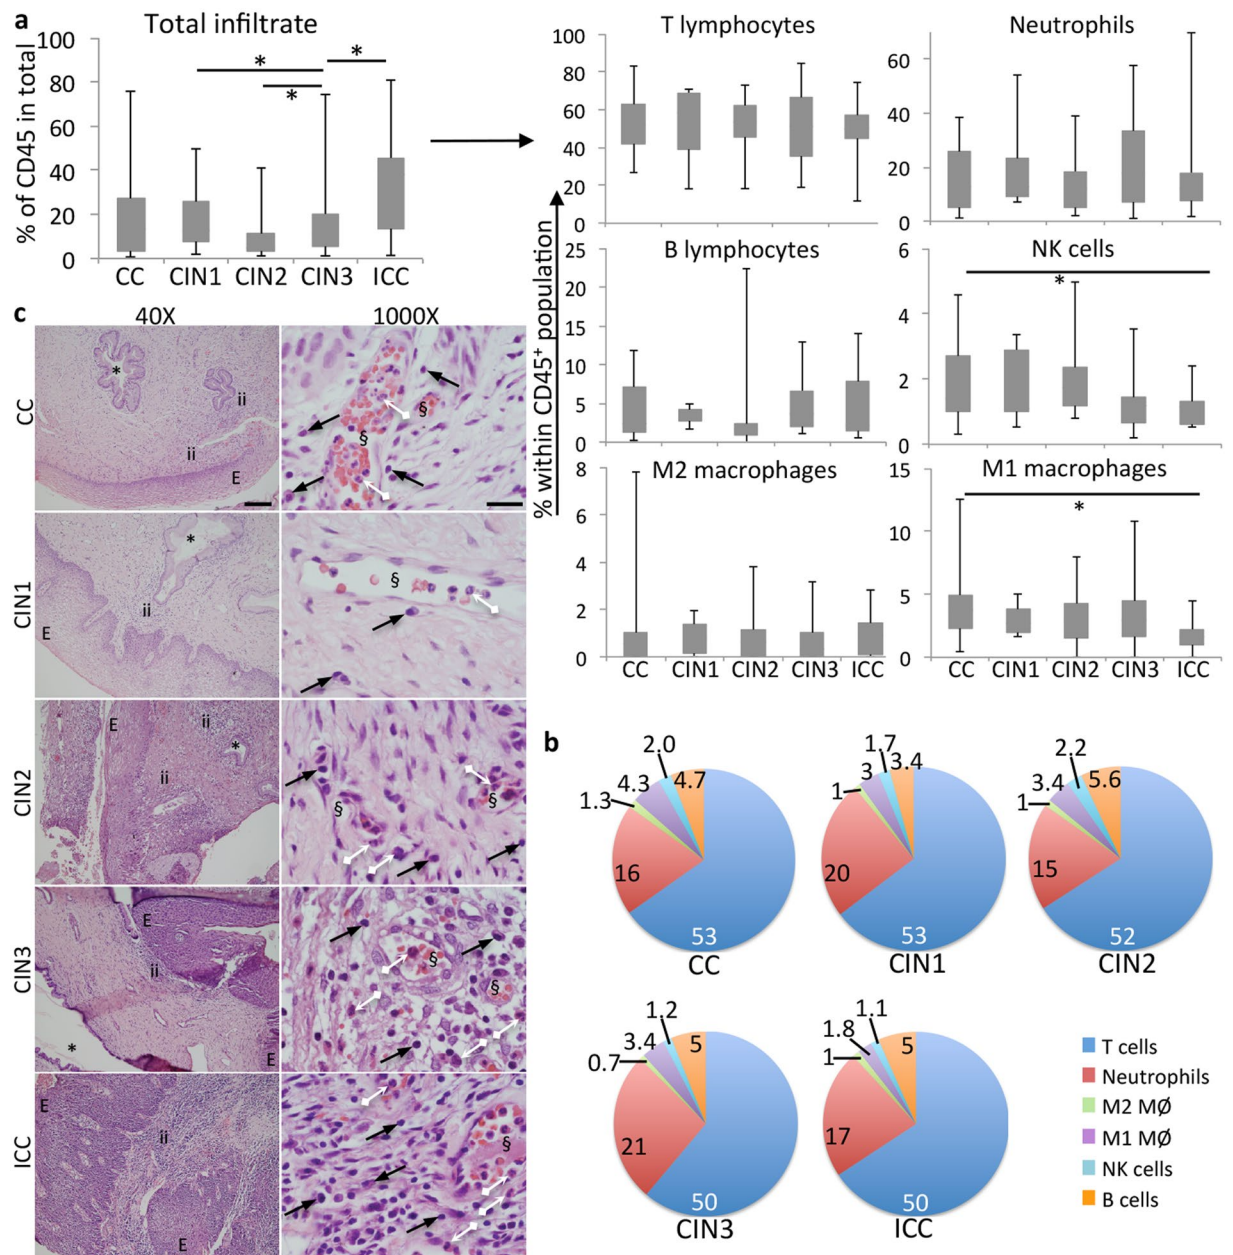 a
Total infiltrate
% of CD45 in total
100
80
60
40
20
0
*
*
*
CC CIN1 CIN2 CIN3 ICC
% within CD45⁺ population
T lymphocytes
100
80
60
40
20
0
Neutrophils
60
40
20
0
B lymphocytes
25
20
15
10
5
0
NK cells
6
4
2
0
*
M2 macrophages
8
6
4
2
0
CC CIN1 CIN2 CIN3 ICC
M1 macrophages
15
10
5
0
*
CC CIN1 CIN2 CIN3 ICC
c
40X 1000X
CC
* ii ii E
§ §
CIN1
* ii E
§
CIN2
E ii * ii
§ §
CIN3
E ii * E
§ §
ICC
E ii E
§
b
2.0
4.3 4.7
1.3
16
53
CC
1.7
3 3.4
1
20
53
CIN1
2.2
3.4 5.6
1
15
52
CIN2
1.2
3.4 5
0.7
21
50
CIN3
1.1
1.8 5
1
17
50
ICC
T cells
Neutrophils
M2 MØ
M1 MØ
NK cells
B cells